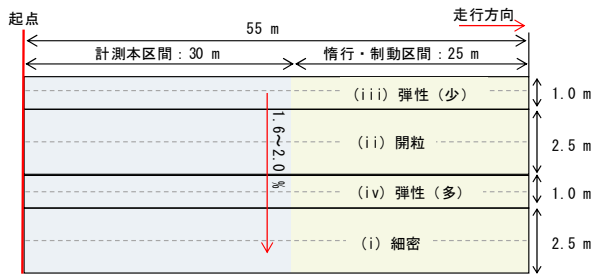 起点
走行方向
55 m
計測本区間：30 m
惰行・制動区間：25 m
(iii) 弾性（少）
1.0 m
(ii) 開粒
2.5 m
1.6~2.0 %
(iv) 弾性（多）
1.0 m
(i) 細密
2.5 m